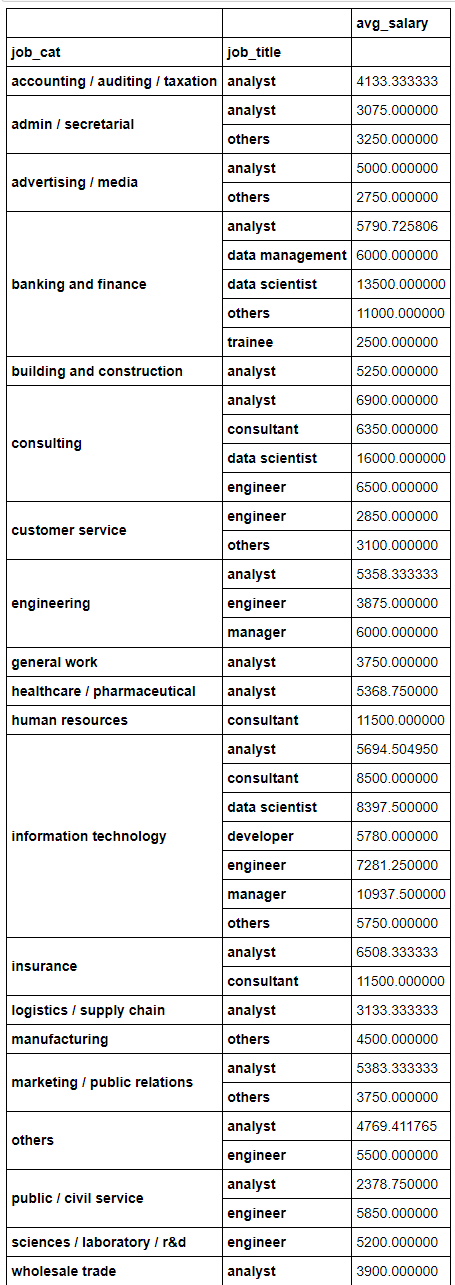 avg_salary
job_cat job_title
accounting / auditing / taxation analyst 4133.333333
admin / secretarial analyst 3075.000000
others 3250.000000
advertising / media analyst 5000.000000
others 2750.000000
banking and finance analyst 5790.725806
data management 6000.000000
data scientist 13500.000000
others 11000.000000
trainee 2500.000000
building and construction analyst 5250.000000
consulting analyst 6900.000000
consultant 6350.000000
data scientist 16000.000000
engineer 6500.000000
customer service engineer 2850.000000
others 3100.000000
engineering analyst 5358.333333
engineer 3875.000000
manager 6000.000000
general work analyst 3750.000000
healthcare / pharmaceutical analyst 5368.750000
human resources consultant 11500.000000
information technology analyst 5694.504950
consultant 8500.000000
data scientist 8397.500000
developer 5780.000000
engineer 7281.250000
manager 10937.500000
others 5750.000000
insurance analyst 6508.333333
consultant 11500.000000
logistics / supply chain analyst 3133.333333
manufacturing others 4500.000000
marketing / public relations analyst 5383.333333
others 3750.000000
others analyst 4769.411765
engineer 5500.000000
public / civil service analyst 2378.750000
engineer 5850.000000
sciences / laboratory / r&d engineer 5200.000000
wholesale trade analyst 3900.000000